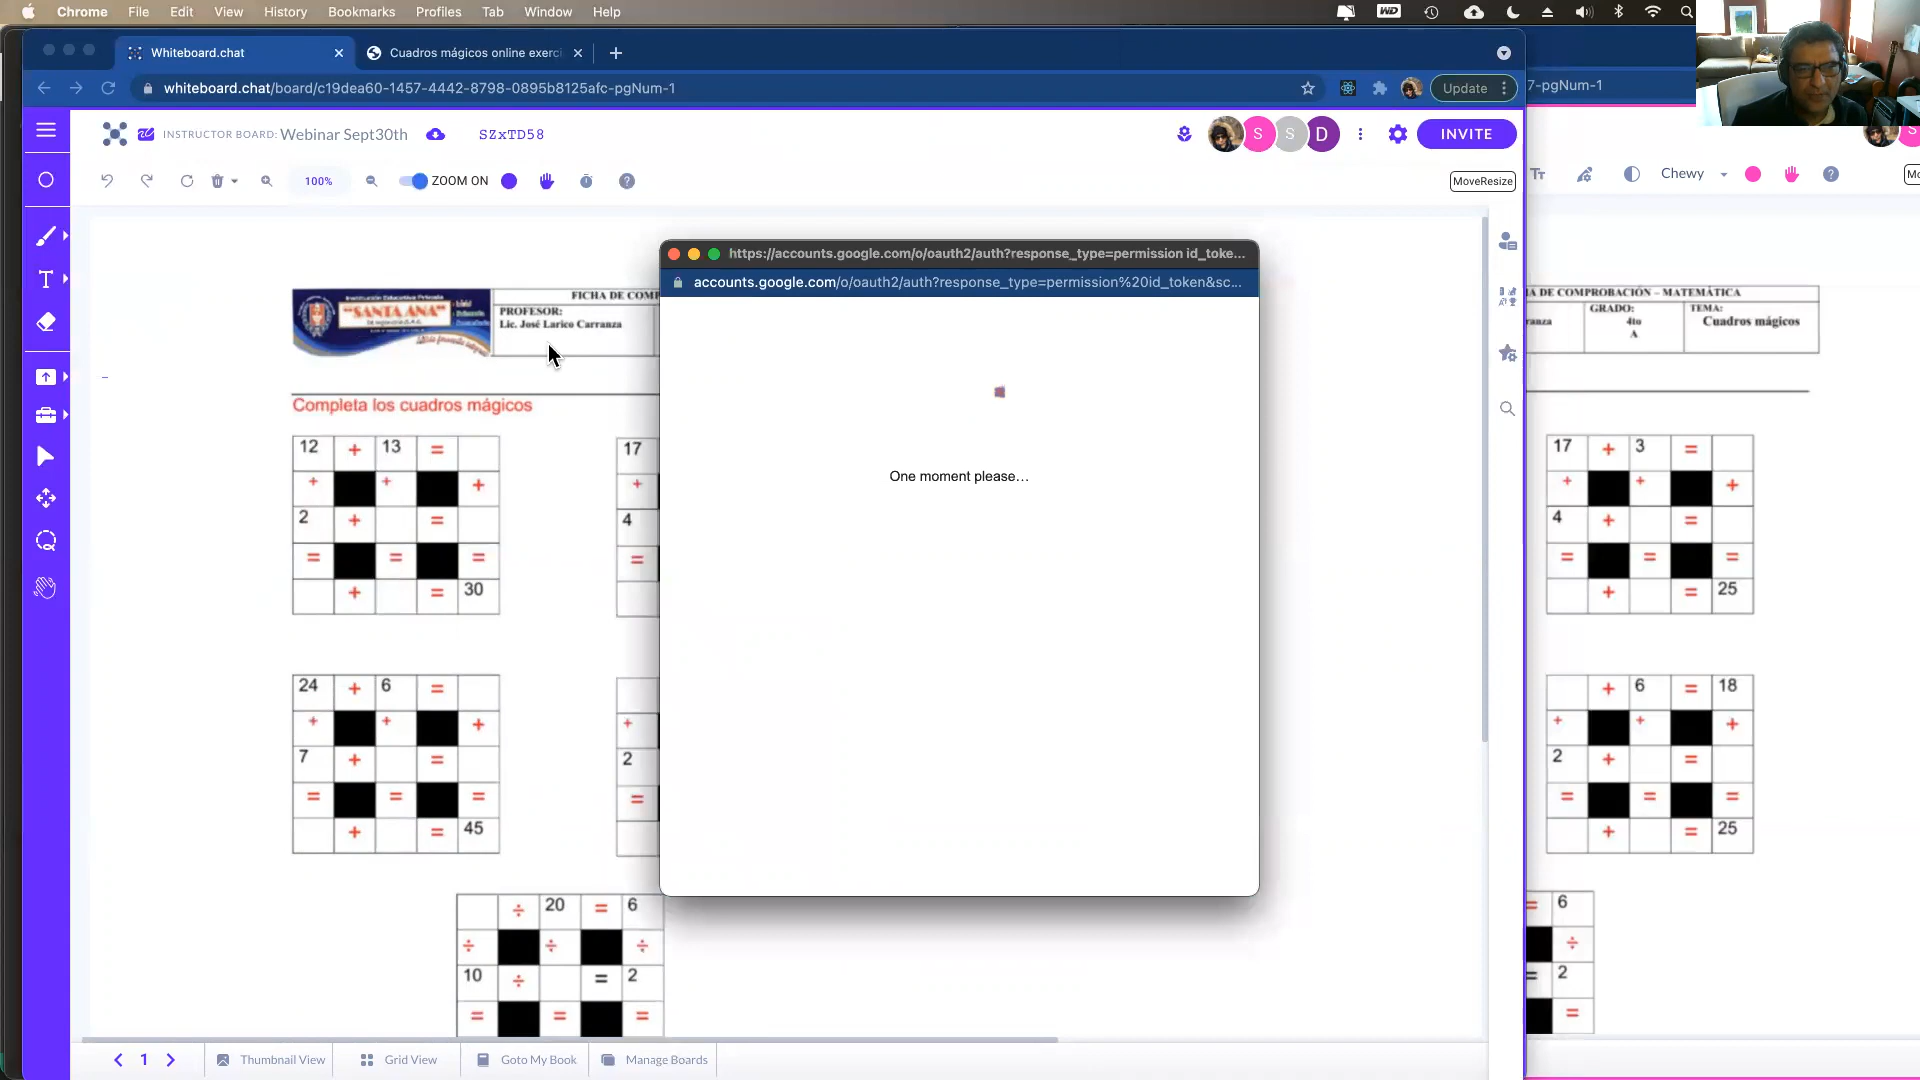 Chrome File Edit View History Bookmarks Profiles Tab Window Help
WD
Whiteboard.chat
Cuadros mágicos online exerci
whiteboard.chat/board/c19dea60-1457-4442-8798-0895b8125afc-pgNum-1
Update
7-pgNum-1
INSTRUCTOR BOARD: Webinar Sept30th
SZxTD58
S S D
INVITE
S
100%
ZOOM ON
MoveResize
Tт
Chewy
https://accounts.google.com/o/oauth2/auth?response_type=permission id_toke...
accounts.google.com/o/oauth2/auth?response_type=permission%20id_token&sc...
One moment please...
"SANTA ANA"
FICHA DE COMP
PROFESOR:
Lic. José Larico Carranza
A DE COMPROBACIÓN – MATEMÁTICA
ranza
GRADO:
4to
A
TEMA:
Cuadros mágicos
Completa los cuadros mágicos
12 + 13 =
+ + +
2 + =
= = =
+ = 30
17
+
4
=
17 + 3 =
+ + +
4 + =
= = =
+ = 25
24 + 6 =
+ + +
7 + =
= = =
+ = 45
+
2
=
+ 6 = 18
+ + +
2 + =
= = =
+ = 25
÷ 20 = 6
÷ ÷ ÷
10 ÷ = 2
= = =
= 6
÷
= 2
=
1
Thumbnail View
Grid View
Goto My Book
Manage Boards